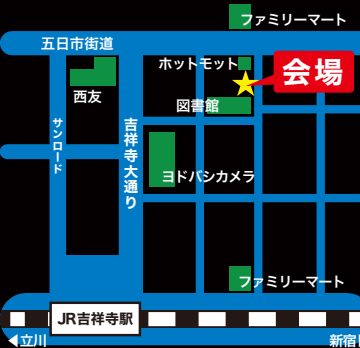 ファミリーマート
五日市街道
ホットモット
会場
西友
図書館
サンロード
吉祥寺大通り
ヨドバシカメラ
ファミリーマート
JR吉祥寺駅
◀立川
新宿